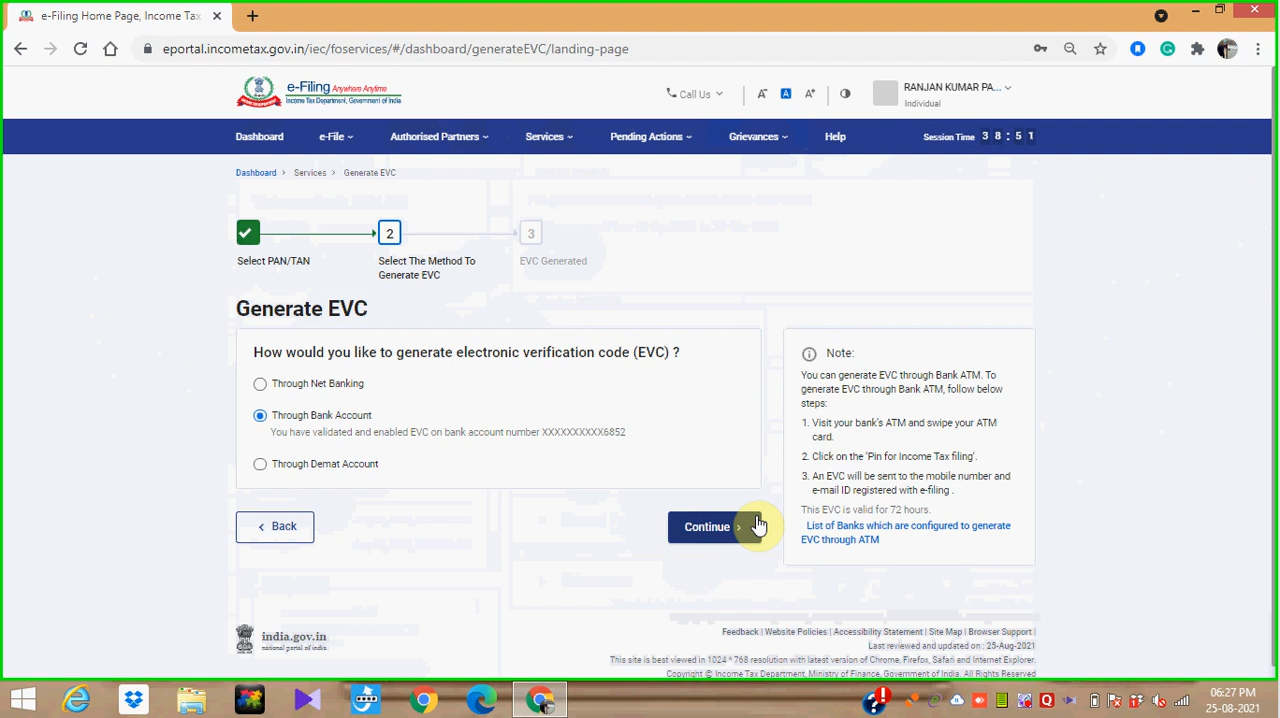 e-Filing Home Page, Income Tax
eportal.incometax.gov.in/iec/foservices/#/dashboard/generateEVC/landing-page
e-Filing Anywhere Anytime
Income Tax Department, Government of India
Call Us
A
A
A
RANJAN KUMAR PA...
Individual
Dashboard e-File Authorised Partners Services Pending Actions Grievances Help Session Time 3 8 : 5 1
Dashboard > Services > Generate EVC
2
3
Select PAN/TAN
Select The Method To
Generate EVC
EVC Generated
Generate EVC
How would you like to generate electronic verification code (EVC) ?
Through Net Banking
Through Bank Account
You have validated and enabled EVC on bank account number XXXXXXXXXX6852
Through Demat Account
< Back
Continue >
Note:
You can generate EVC through Bank ATM. To
generate EVC through Bank ATM, follow below
steps:
1. Visit your bank's ATM and swipe your ATM
card.
2. Click on the 'Pin for Income Tax filing'.
3. An EVC will be sent to the mobile number and
e-mail ID registered with e-filing .
This EVC is valid for 72 hours.
List of Banks which are configured to generate
EVC through ATM
india.gov.in
national portal of india
Feedback | Website Policies | Accessibility Statement | Site Map | Browser Support |
Last reviewed and updated on : 25-Aug-2021
This site is best viewed in 1024 * 768 resolution with latest version of Chrome, Firefox, Safari and Internet Explorer.
Copyright © Income Tax Department, Ministry of Finance, Government of India. All Rights Reserved
06:27 PM
25-08-2021